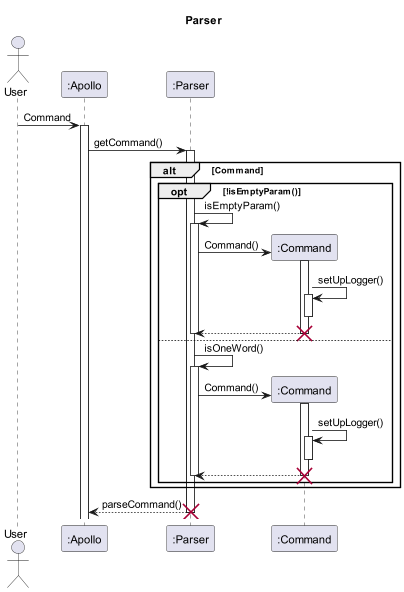 Parser
User
:Apollo
:Parser
Command
getCommand()
alt
[Command]
opt
[!isEmptyParam()]
isEmptyParam()
Command()
:Command
setUpLogger()
isOneWord()
Command()
:Command
setUpLogger()
parseCommand()
User
:Apollo
:Parser
:Command